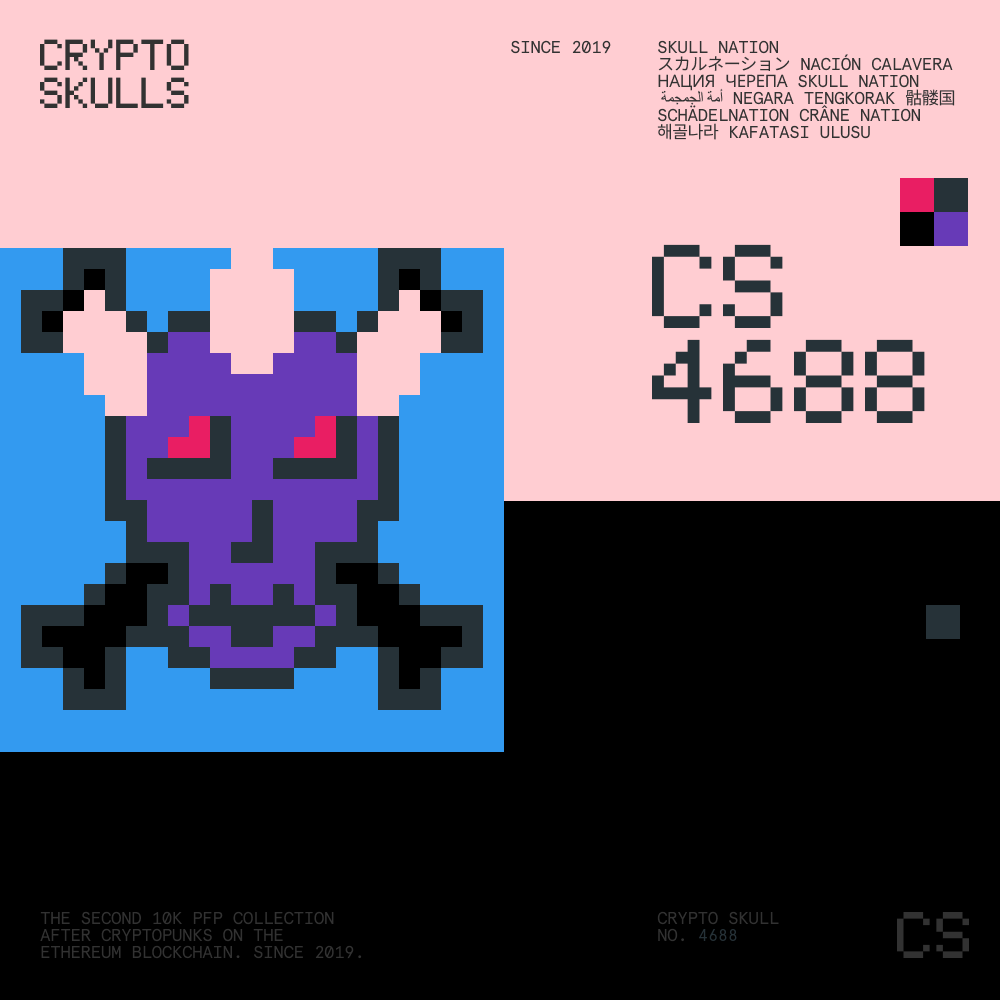 CRYPTO
SKULLS
SINCE 2019
SKULL NATION
スカルネーション NACIÓN CALAVERA
НАЦИЯ ЧЕРЕПА SKULL NATION
أمة الجمجمة NEGARA TENGKORAK 骷髅国
SCHÄDELNATION CRÂNE NATION
해골나라 KAFATASI ULUSU
CS
4688
THE SECOND 10K PFP COLLECTION
AFTER CRYPTOPUNKS ON THE
ETHEREUM BLOCKCHAIN. SINCE 2019.
CRYPTO SKULL
NO. 4688
CS